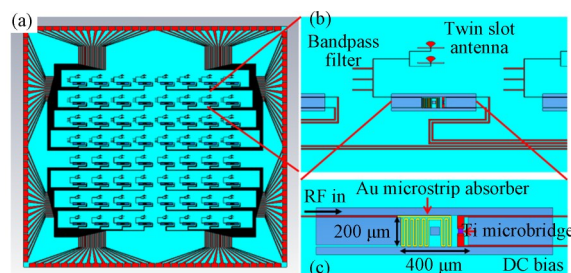 (a)
(b)
Bandpass
filter
Twin slot
antenna
Au microstrip absorber
RF in
200 μm
Ti microbridge
400 μm
(c)
DC bias